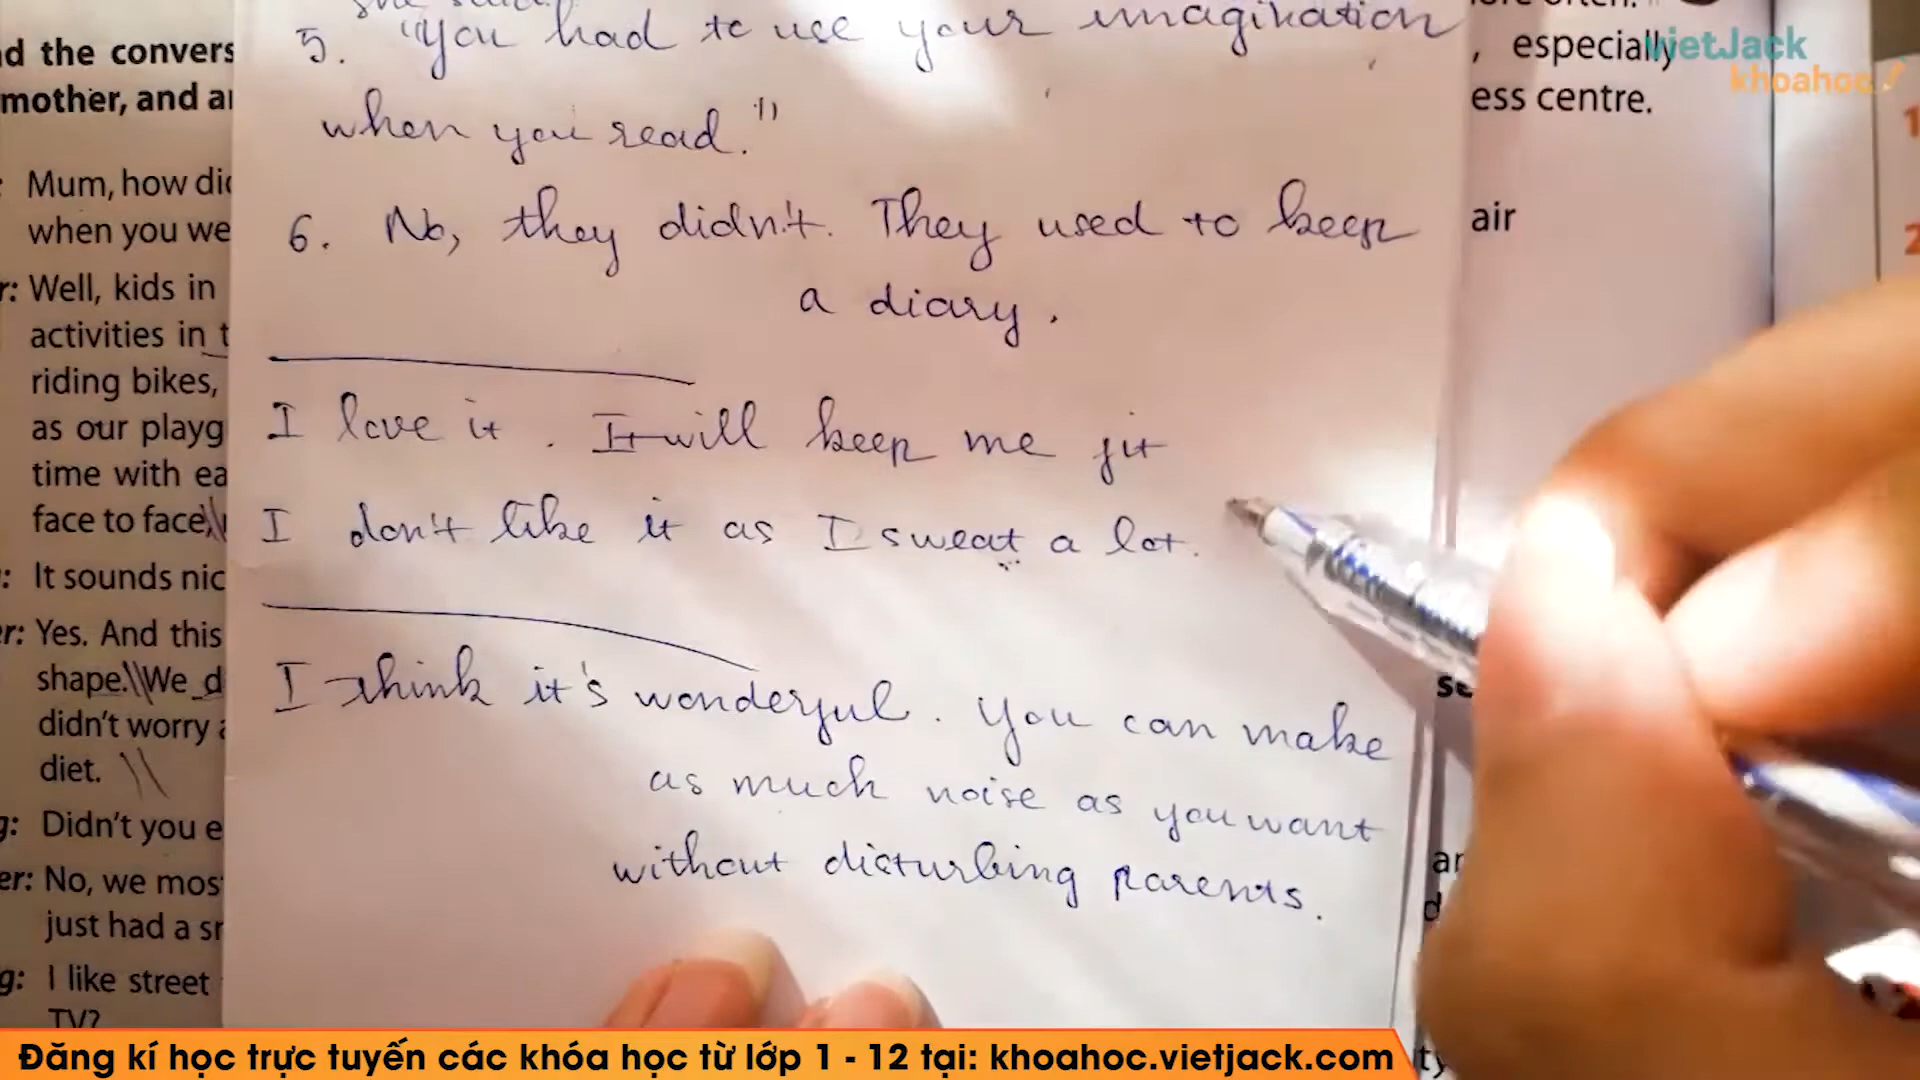 she said
5. "You had to use your imagination
when you read."
6. No, they didn't. They used to keep
a diary.
I love it. It will keep me fit
I don't like it as I sweat a lot.
I think it's wonderful. You can make
as much noise as you want
without disturbing parents.
the convers
mother, and
Mum, how
when you we
Well, kids in
activities in t
riding bikes,
as our playg
time with ea
face to face
It sounds nic
Yes. And this
shape. We d
didn't worry
diet.
Didn't you e
No, we mos
just had a sn
I like street
TV?
, especially
ess centre.
air
1
2
vietJack
khoahoc
Đăng kí học trực tuyến các khóa học từ lớp 1 - 12 tại: khoahoc.vietjack.com